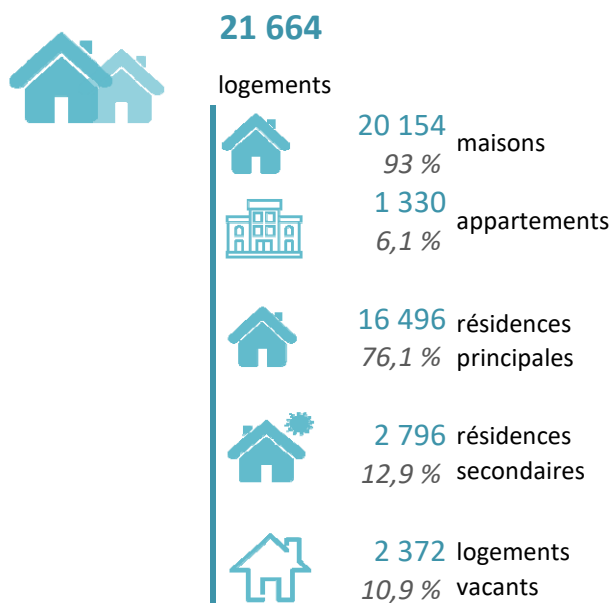 21 664
logements
20 154 maisons
93 %
1 330 appartements
6,1 %
16 496 résidences
76,1 % principales
2 796 résidences
12,9 % secondaires
2 372 logements
10,9 % vacants